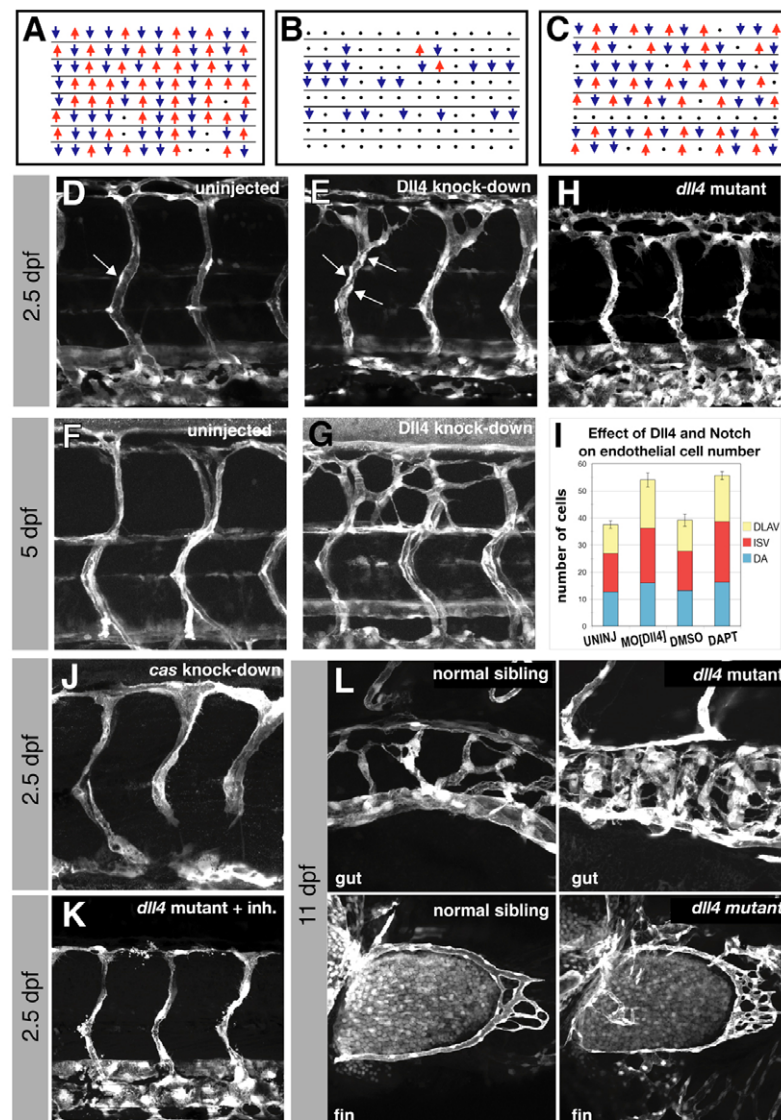 A
B
C
D
uninjected
E
Dll4 knock-down
H
dll4 mutant
2.5 dpf
F
uninjected
G
Dll4 knock-down
5 dpf
I
Effect of Dll4 and Notch
on endothelial cell number
number of cells
60
50
40
30
20
10
0
UNINJ
MO[Dll4]
DMSO
DAPT
DLAV
ISV
DA
J
cas knock-down
2.5 dpf
K
dll4 mutant + inh.
2.5 dpf
L
normal sibling
gut
dll4 mutant
gut
11 dpf
normal sibling
fin
dll4 mutant
fin